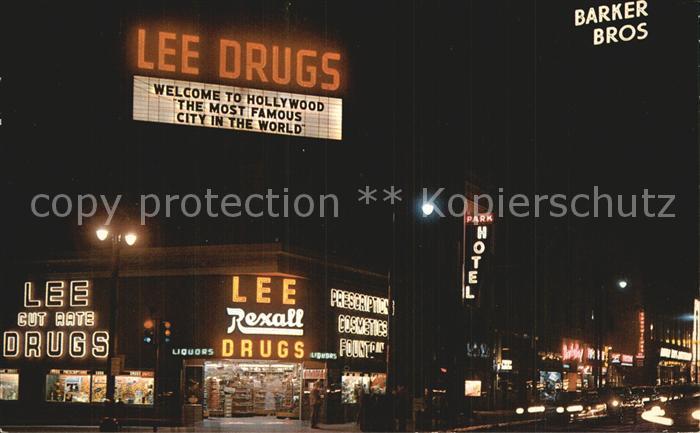 LEE DRUGS
WELCOME TO HOLLYWOOD
"THE MOST FAMOUS
CITY IN THE WORLD"
BARKER
BROS
copy protection ** Kopierschutz
PARK
HOTEL
LEE
CUT RATE
DRUGS
LEE
Rexall
DRUGS
LIQUORS
LIQUORS
PRESCRIPTIONS
COSMETICS
FOUNTAIN